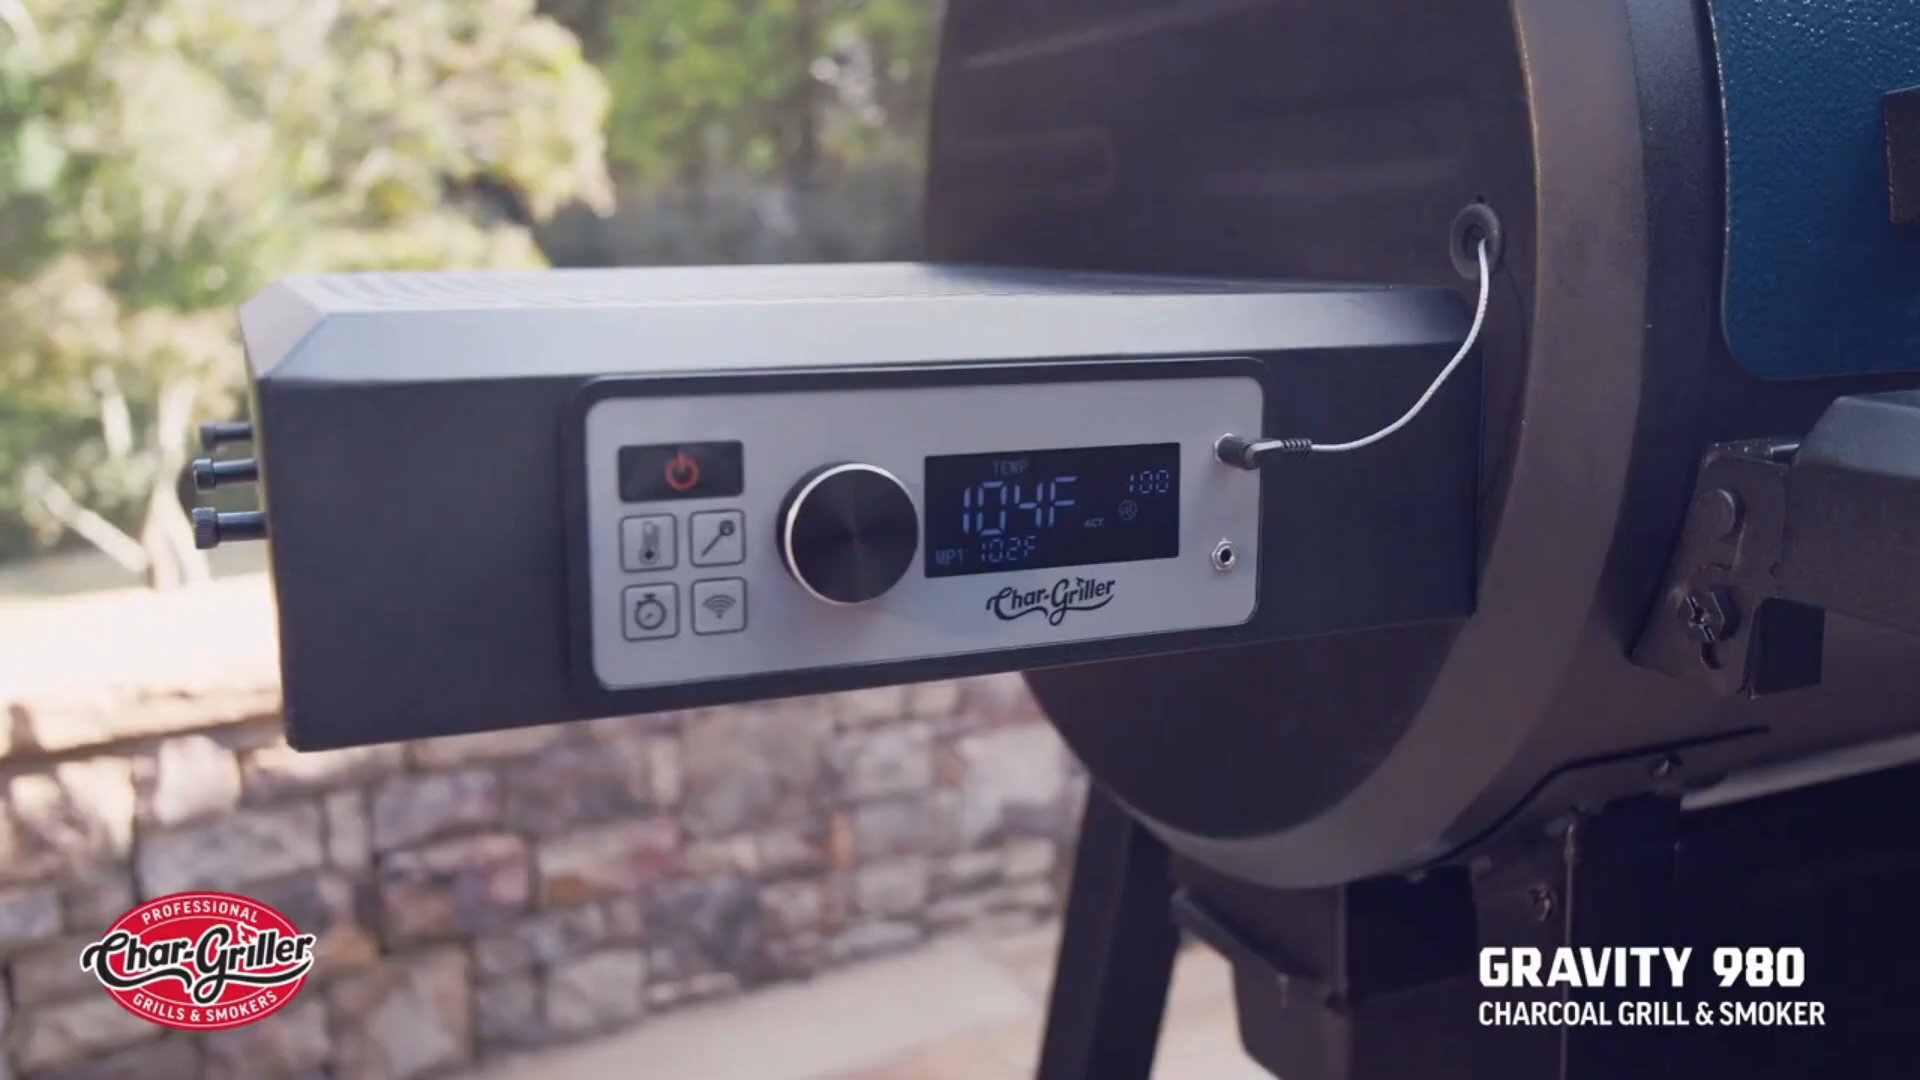 TEMP
104F
ACT
100
MP1 102F
Char-Griller
PROFESSIONAL
Char-Griller
GRILLS & SMOKERS
GRAVITY 980
CHARCOAL GRILL & SMOKER